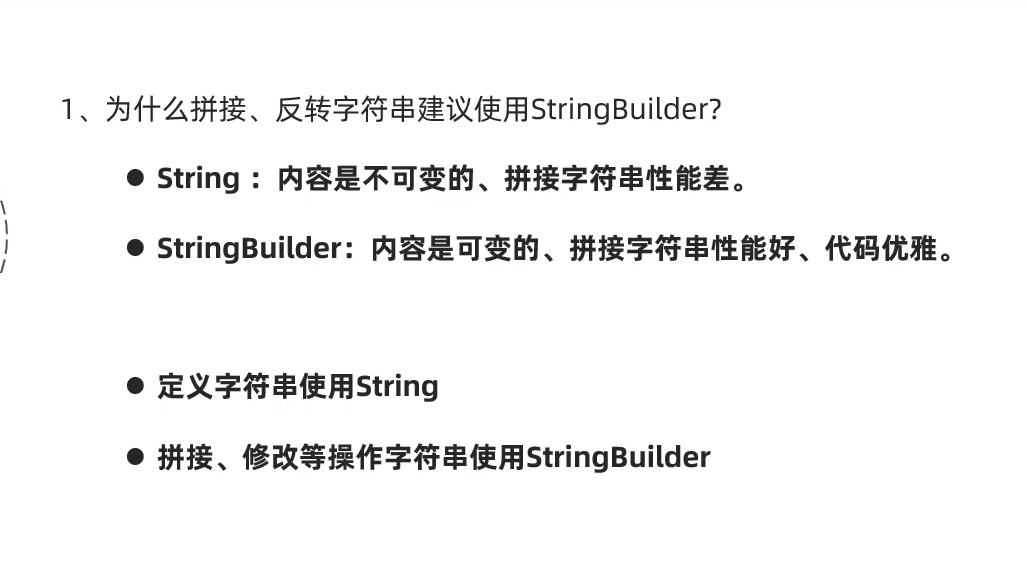 1、为什么拼接、反转字符串建议使用StringBuilder?
● String ：内容是不可变的、拼接字符串性能差。
● StringBuilder：内容是可变的、拼接字符串性能好、代码优雅。
● 定义字符串使用String
● 拼接、修改等操作字符串使用StringBuilder